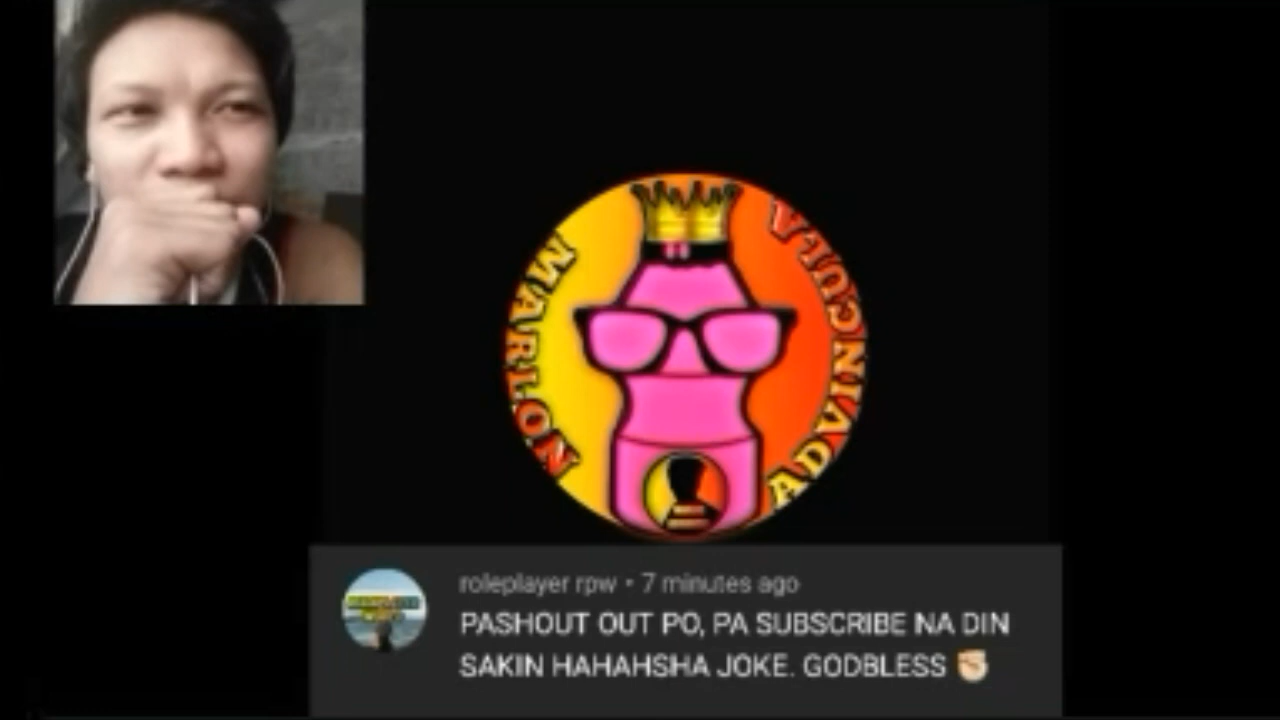 MARLON
ADVINCULA
roleplayer rpw • 7 minutes ago
PASHOUT OUT PO, PA SUBSCRIBE NA DIN
SAKIN HAHAHSHA JOKE. GODBLESS ✊🏻